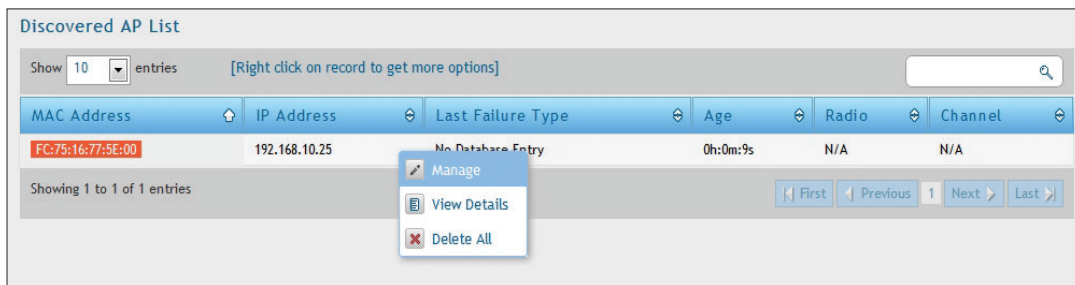 Discovered AP List
Show 10 entries [Right click on record to get more options]
MAC Address IP Address Last Failure Type Age Radio Channel
FC:75:16:77:5E:00 192.168.10.25 No Database Entry 0h:0m:9s N/A N/A
Manage
Showing 1 to 1 of 1 entries First Previous 1 Next Last
View Details
Delete All